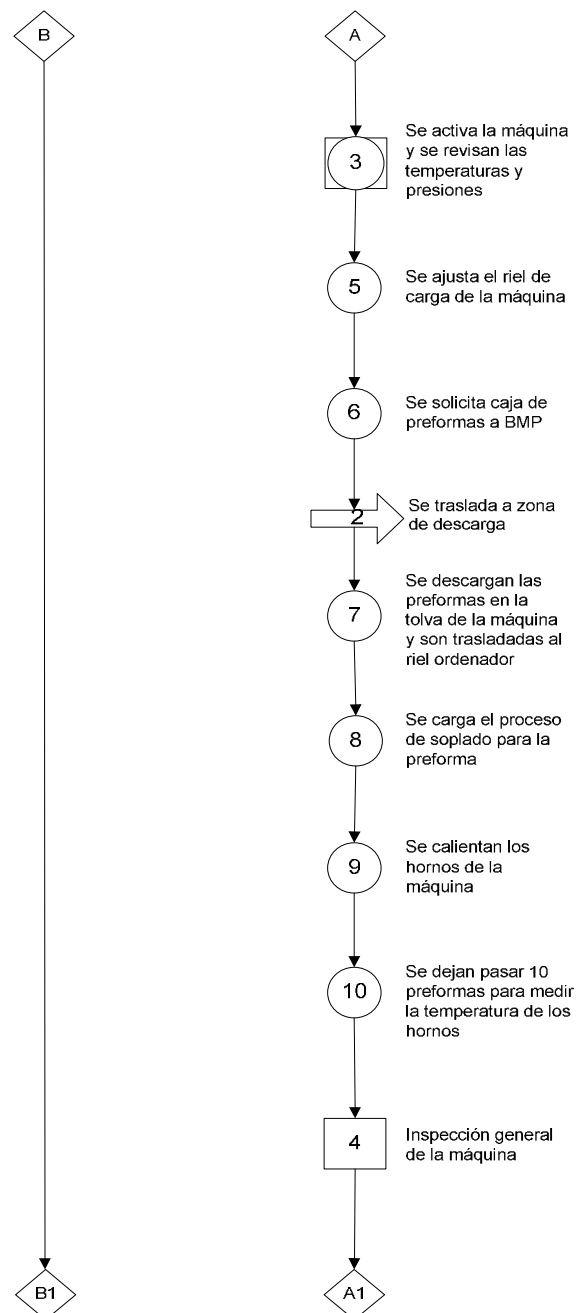 B
A
3
Se activa la máquina
y se revisan las
temperaturas y
presiones
5
Se ajusta el riel de
carga de la máquina
6
Se solicita caja de
preformas a BMP
2
Se traslada a zona
de descarga
7
Se descargan las
preformas en la
tolva de la máquina
y son trasladadas al
riel ordenador
8
Se carga el proceso
de soplado para la
preforma
9
Se calientan los
hornos de la
máquina
10
Se dejan pasar 10
preformas para medir
la temperatura de los
hornos
4
Inspección general
de la máquina
B1
A1